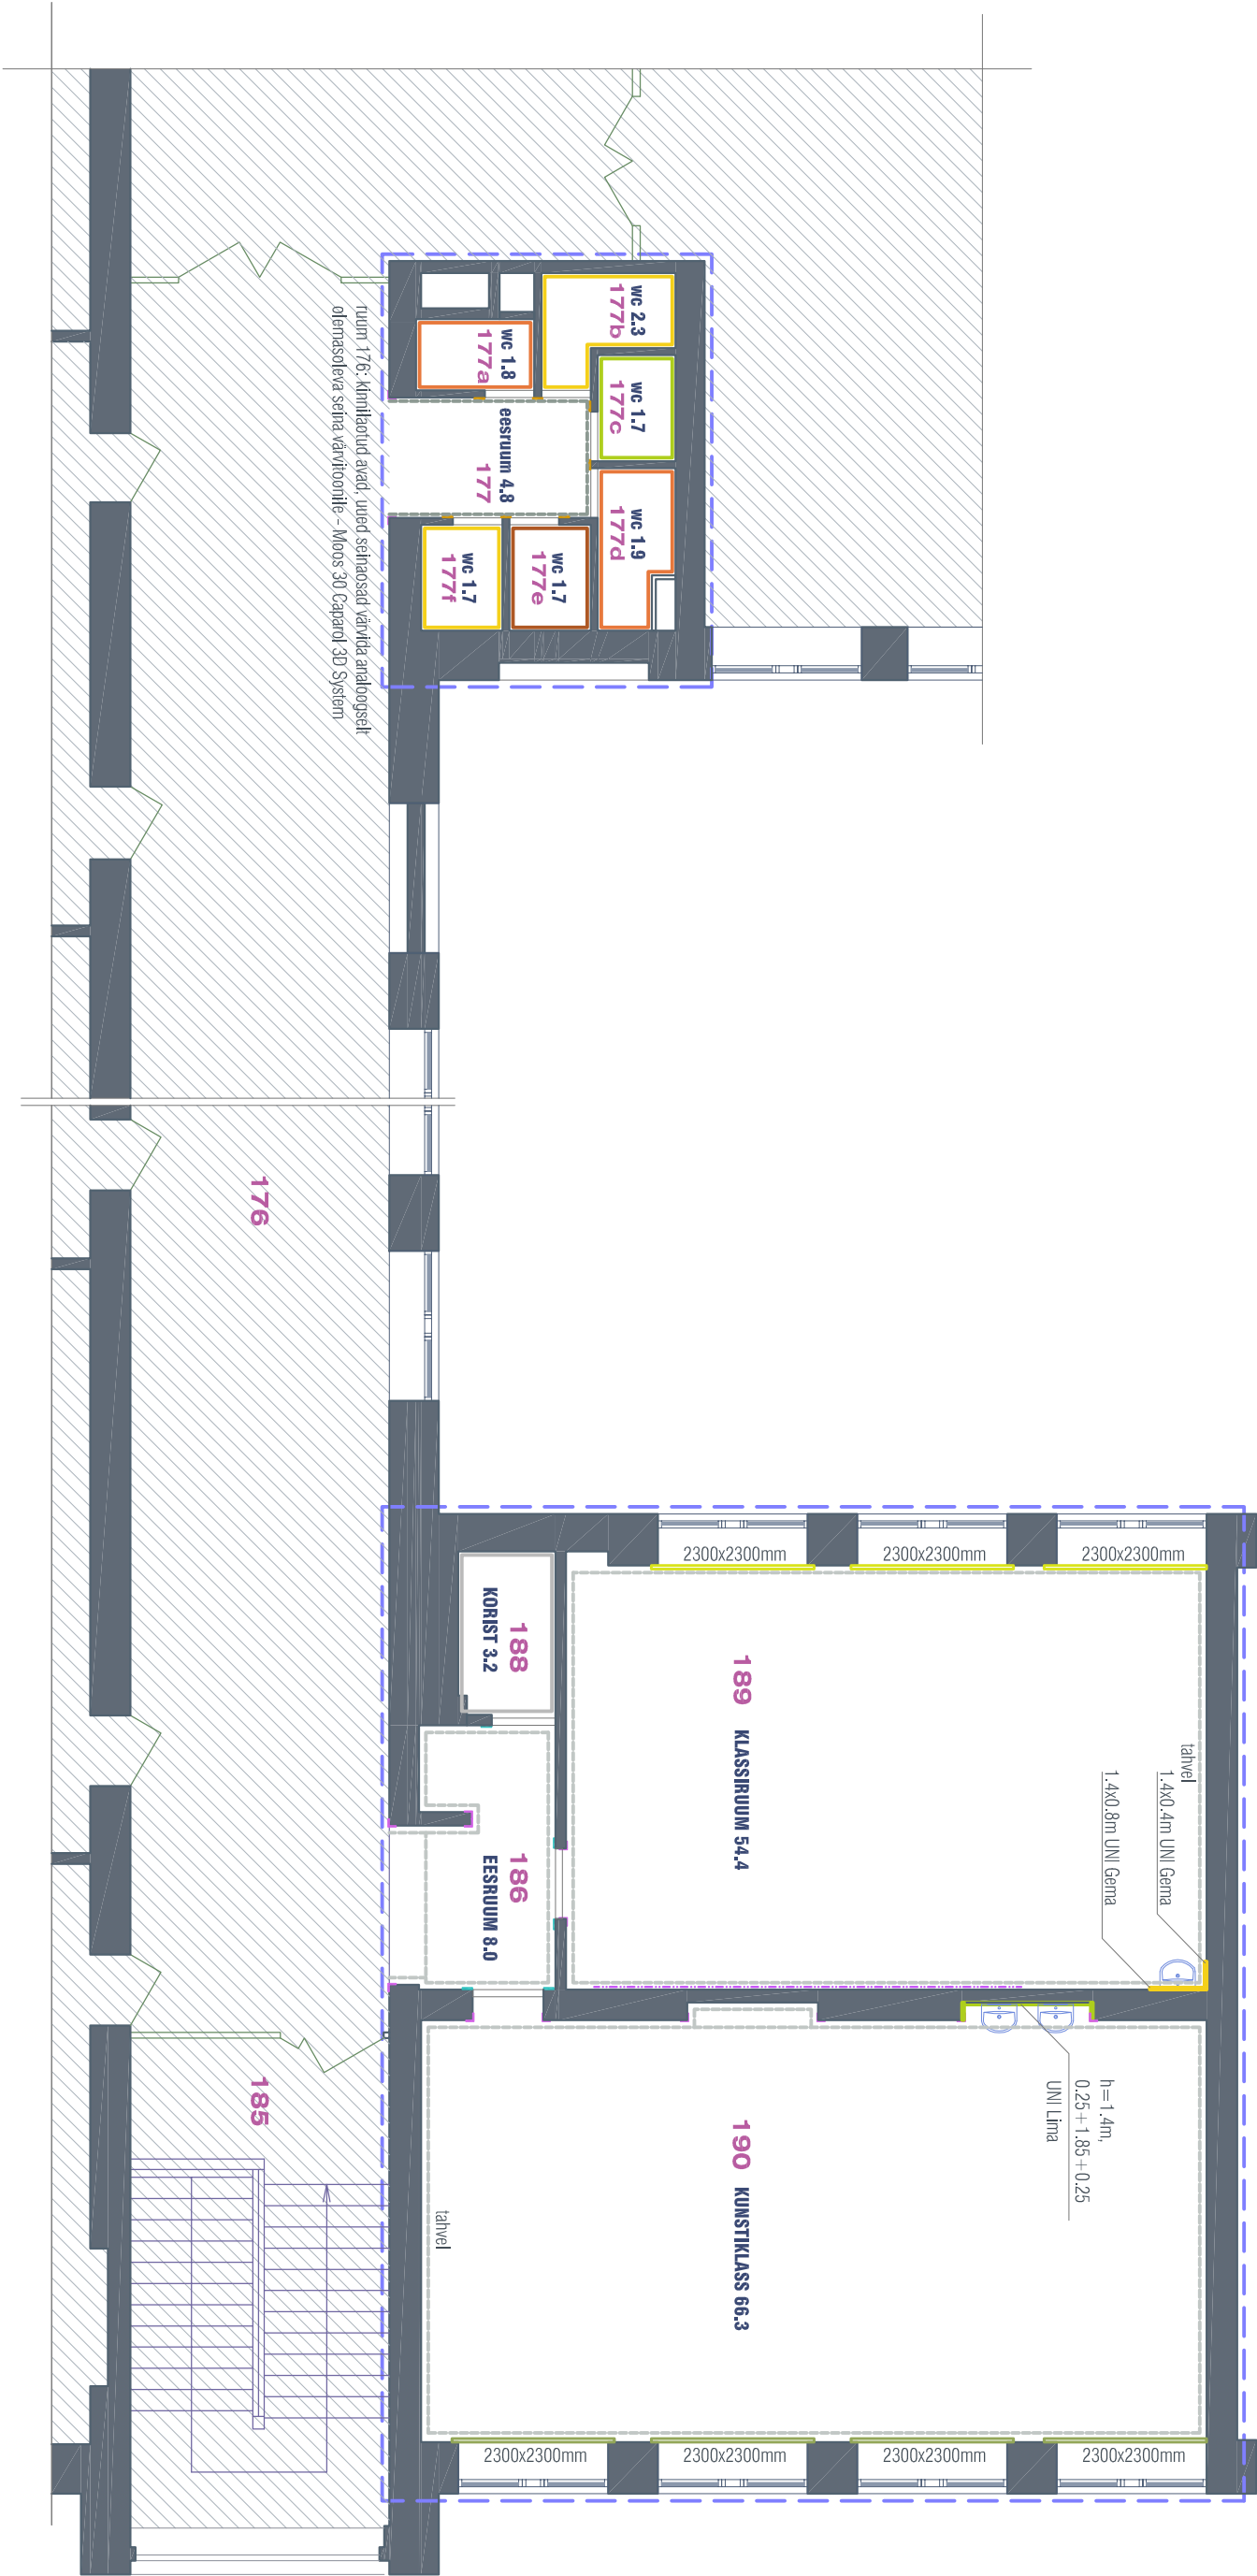 wc 2.3
177b
wc 1.8
177a
wc 1.7
177c
eesruum 4.8
177
wc 1.9
177d
wc 1.7
177e
wc 1.7
177f
ruum 176: kinnilaotud avad, uued seinaosad värvida analoogselt
olemasoleva seina värvitoonile - Moos 30 Caparol 3D System
176
2300x2300mm
2300x2300mm
2300x2300mm
188
KORIST 3.2
189 KLASSIRUUM 54.4
tahvel
1.4x0.4m UNI Gema
1.4x0.8m UNI Gema
186
EESRUUM 8.0
185
h=1.4m,
0.25+1.85+0.25
UNI Lima
190 KUNSTIKLASS 66.3
tahvel
2300x2300mm
2300x2300mm
2300x2300mm
2300x2300mm